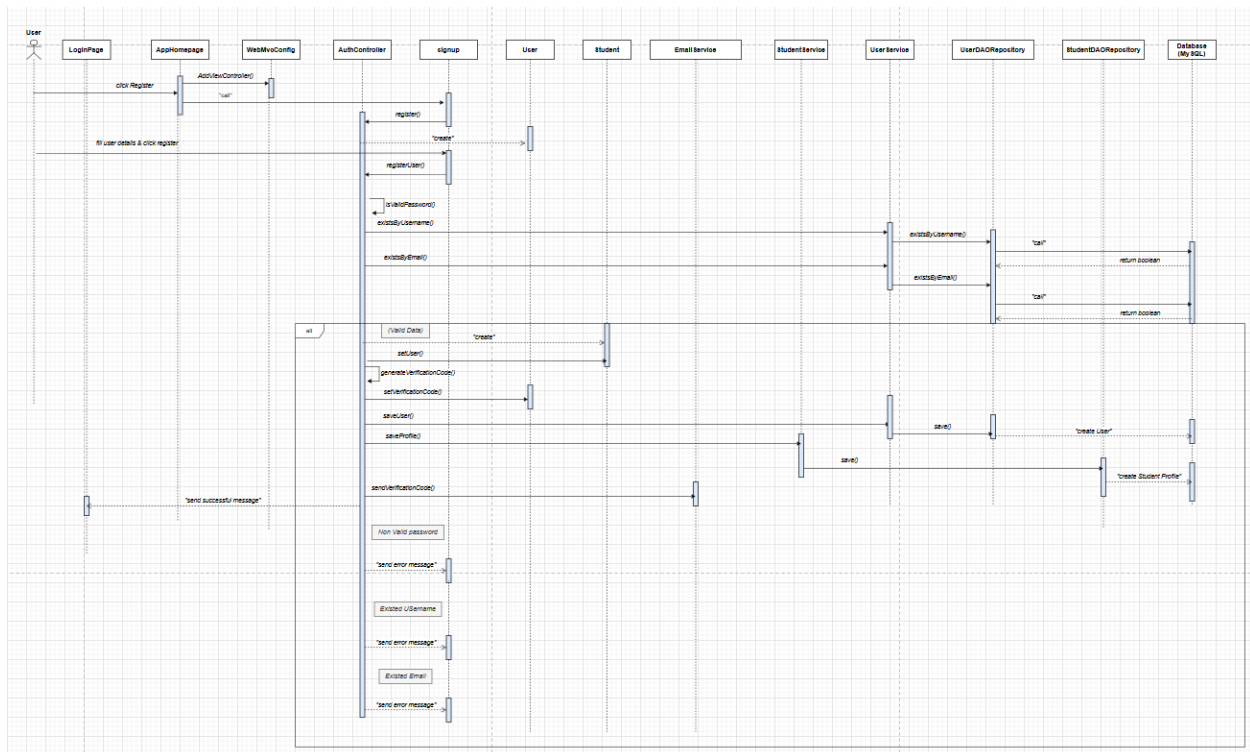 User
LoginPage
AppHomepage
WebMvcConfig
AuthController
signup
User
Student
EmailService
StudentService
UserService
UserDAORepository
StudentDAORepository
Database
(MySQL)
AddViewController()
click Register
"call"
register()
"create"
fill user details & click register
registerUser()
isValidPassword()
existsByUsername()
existsByUsername()
"call"
existsByEmail()
return boolean
existsByEmail()
"call"
return boolean
alt
(Valid Data)
"create"
setUser()
generateVerificationCode()
setVerificationCode()
saveUser()
save()
"create User"
saveProfile()
save()
"create Student Profile"
sendVerificationCode()
"send successful message"
Non Valid password
"send error message"
Existed USername
"send error message"
Existed Email
"send error message"